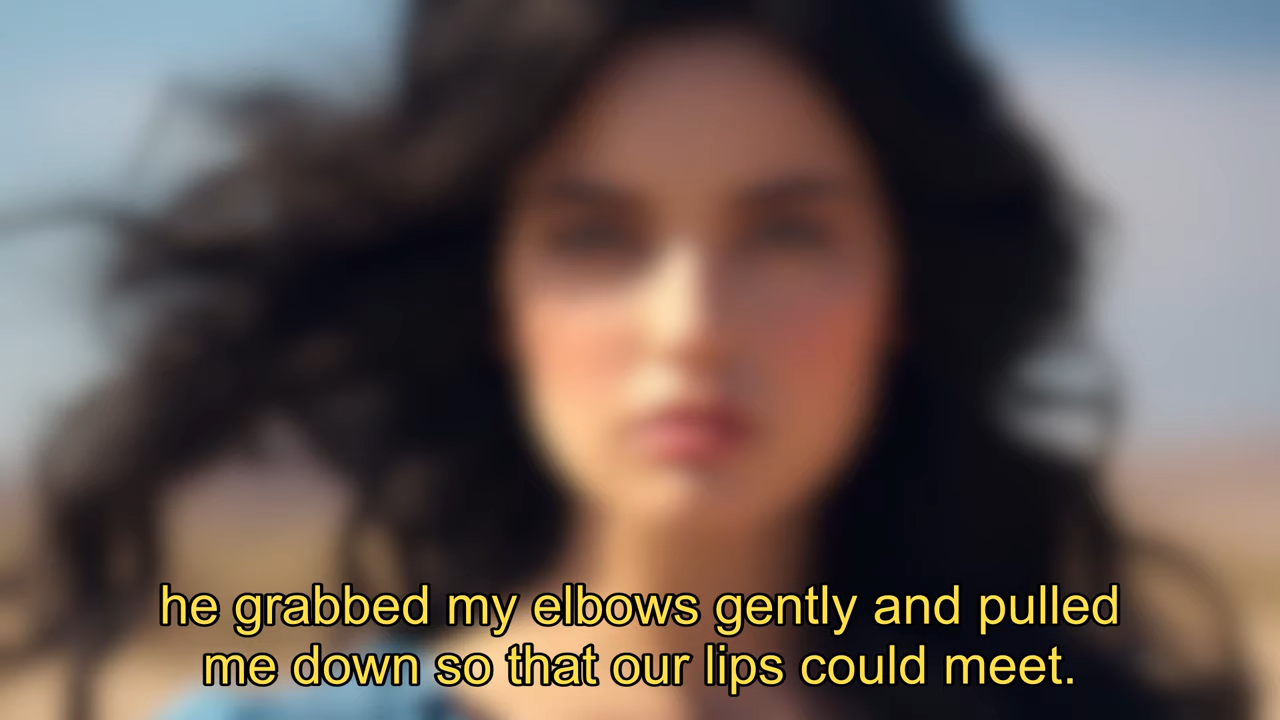 he grabbed my elbows gently and pulled
me down so that our lips could meet.